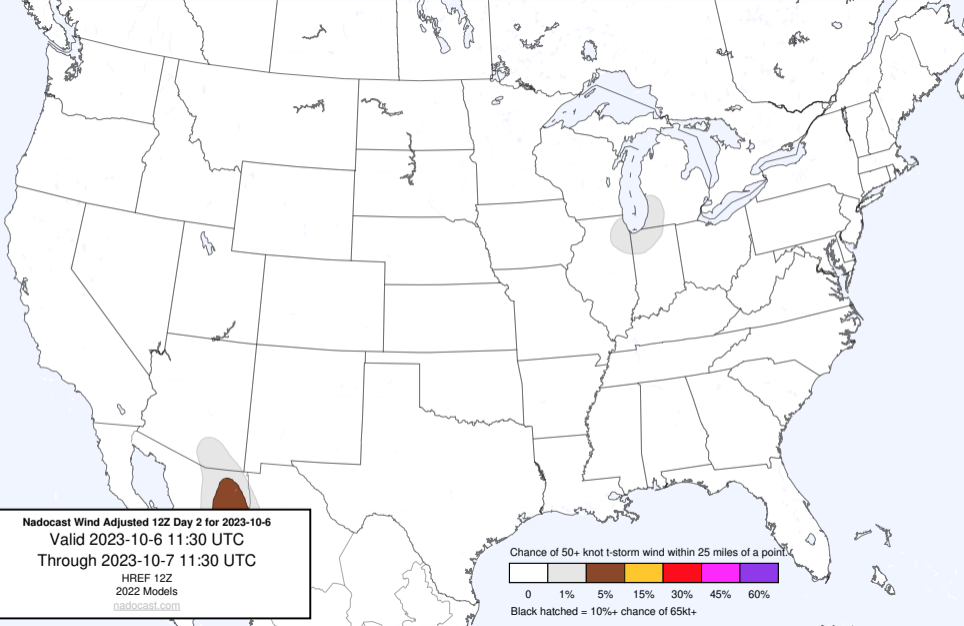 Nadocast Wind Adjusted 12Z Day 2 for 2023-10-6
Valid 2023-10-6 11:30 UTC
Through 2023-10-7 11:30 UTC
HREF 12Z
2022 Models
nadocast.com
Chance of 50+ knot t-storm wind within 25 miles of a point.
0 1% 5% 15% 30% 45% 60%
Black hatched = 10%+ chance of 65kt+